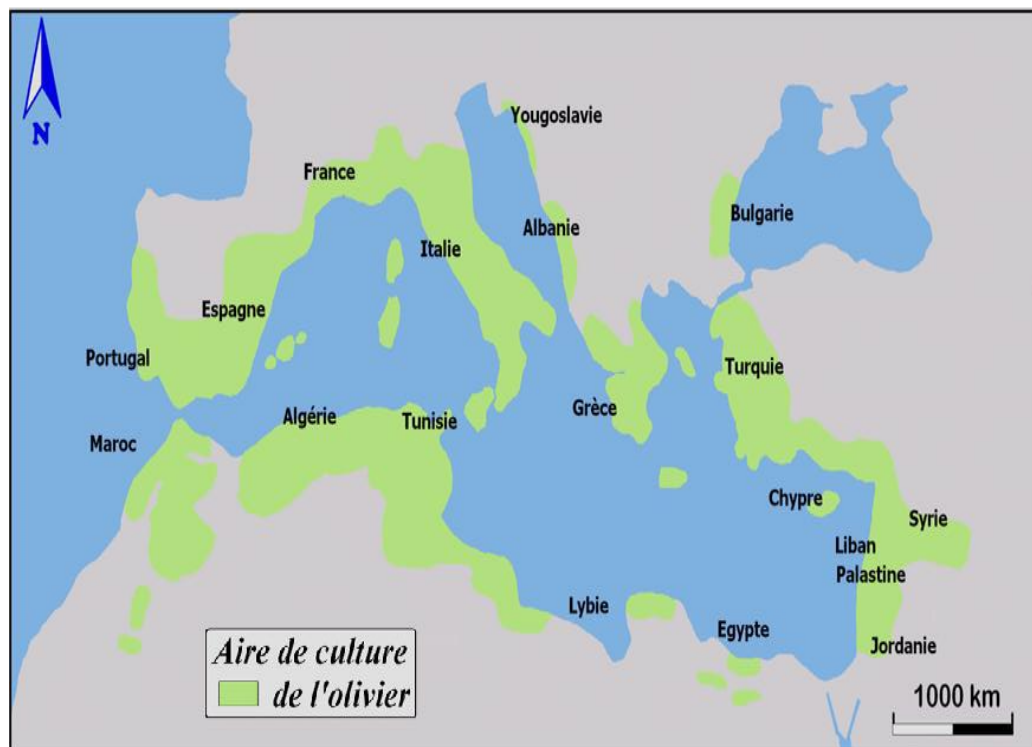 N
Yougoslavie
France
Bulgarie
Albanie
Italie
Espagne
Portugal
Turquie
Grèce
Algérie
Tunisie
Maroc
Chypre
Syrie
Liban
Palastine
Lybie
Egypte
Jordanie
Aire de culture
de l'olivier
1000 km